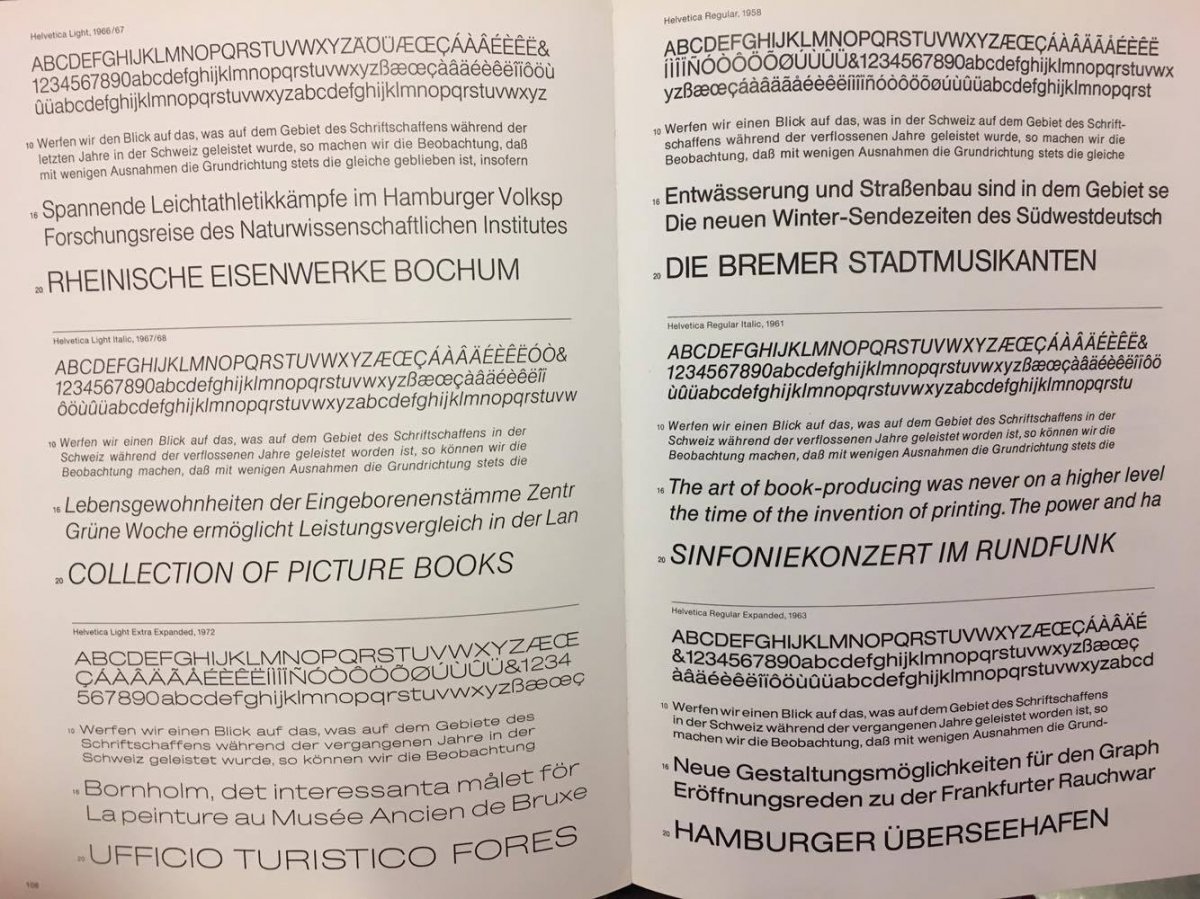 Helvetica Light, 1966/67
ABCDEFGHIJKLMNOPQRSTUVWXYZÄÖÜÆŒÇÁÀÂÉÈÊË&
1234567890abcdefghijklmnopqrstuvwxyzßæœçàâäéèêëîïôöù
ûüabcdefghijklmnopqrstuvwxyzabcdefghijklmnopqrstuvwxyz
10 Werfen wir den Blick auf das, was auf dem Gebiet des Schriftschaffens während der
letzten Jahre in der Schweiz geleistet wurde, so machen wir die Beobachtung, daß
mit wenigen Ausnahmen die Grundrichtung stets die gleiche geblieben ist, insofern
16 Spannende Leichtathletikkämpfe im Hamburger Volksp
Forschungsreise des Naturwissenschaftlichen Institutes
20 RHEINISCHE EISENWERKE BOCHUM
Helvetica Light Italic, 1967/68
ABCDEFGHIJKLMNOPQRSTUVWXYZÆŒÇÁÀÂÄÉÈÊËÓÒ&
1234567890abcdefghijklmnopqrstuvwxyzßæœçàâäéèêëîï
ôöùûüabcdefghijklmnopqrstuvwxyzabcdefghijklmnopqrstuvw
10 Werfen wir einen Blick auf das, was auf dem Gebiet des Schriftschaffens in der
Schweiz während der verflossenen Jahre geleistet worden ist, so können wir die
Beobachtung machen, daß mit wenigen Ausnahmen die Grundrichtung stets die
16 Lebensgewohnheiten der Eingeborenenstämme Zentr
Grüne Woche ermöglicht Leistungsvergleich in der Lan
20 COLLECTION OF PICTURE BOOKS
Helvetica Light Extra Expanded, 1972
ABCDEFGHIJKLMNOPQRSTUVWXYZÆŒ
ÇÁÀÂÄÃÅÉÈÊËÍÌÎÏÑÓÒÔÖÕØÚÙÛÜ&1234
567890abcdefghijklmnopqrstuvwxyzßæœç
10 Werfen wir einen Blick auf das, was auf dem Gebiete des
Schriftschaffens während der vergangenen Jahre in der
Schweiz geleistet wurde, so können wir die Beobachtung
16 Bornholm, det interessanta målet för
La peinture au Musée Ancien de Bruxe
20 UFFICIO TURISTICO FORES
108
Helvetica Regular, 1958
ABCDEFGHIJKLMNOPQRSTUVWXYZÆŒÇÁÀÂÄÃÅÉÈÊË
ÍÌÎÏÑÓÒÔÖÕØÚÙÛÜ&1234567890abcdefghijklmnopqrstuvwx
yzßæœçáàâäãåéèêëíìîïñóòôöõøúùûüabcdefghijklmnopqrst
10 Werfen wir einen Blick auf das, was in der Schweiz auf dem Gebiet des Schrift-
schaffens während der verflossenen Jahre geleistet wurde, so machen wir die
Beobachtung, daß mit wenigen Ausnahmen die Grundrichtung stets die gleiche
16 Entwässerung und Straßenbau sind in dem Gebiet se
Die neuen Winter-Sendezeiten des Südwestdeutsch
20 DIE BREMER STADTMUSIKANTEN
Helvetica Regular Italic, 1961
ABCDEFGHIJKLMNOPQRSTUVWXYZÆŒÇÁÀÂÄÉÈÊË&
1234567890abcdefghijklmnopqrstuvwxyzßæœçàâäéèêëîïôö
ùûüabcdefghijklmnopqrstuvwxyzabcdefghijklmnopqrstu
10 Werfen wir einen Blick auf das, was auf dem Gebiet des Schriftschaffens in der
Schweiz während der verflossenen Jahre geleistet worden ist, so können wir die
Beobachtung machen, daß mit wenigen Ausnahmen die Grundrichtung stets die
16 The art of book-producing was never on a higher level
the time of the invention of printing. The power and ha
20 SINFONIEKONZERT IM RUNDFUNK
Helvetica Regular Expanded, 1963
ABCDEFGHIJKLMNOPQRSTUVWXYZÆŒÇÁÀÂÄÉ
&1234567890abcdefghijklmnopqrstuvwxyzßæœç
àâäéèêëîïôöùûüabcdefghijklmnopqrstuvwxyzabcd
10 Werfen wir einen Blick auf das, was auf dem Gebiet des Schriftschaffens
in der Schweiz während der vergangenen Jahre geleistet worden ist, so
machen wir die Beobachtung, daß mit wenigen Ausnahmen die Grund-
16 Neue Gestaltungsmöglichkeiten für den Graph
Eröffnungsreden zu der Frankfurter Rauchwar
20 HAMBURGER ÜBERSEEHAFEN